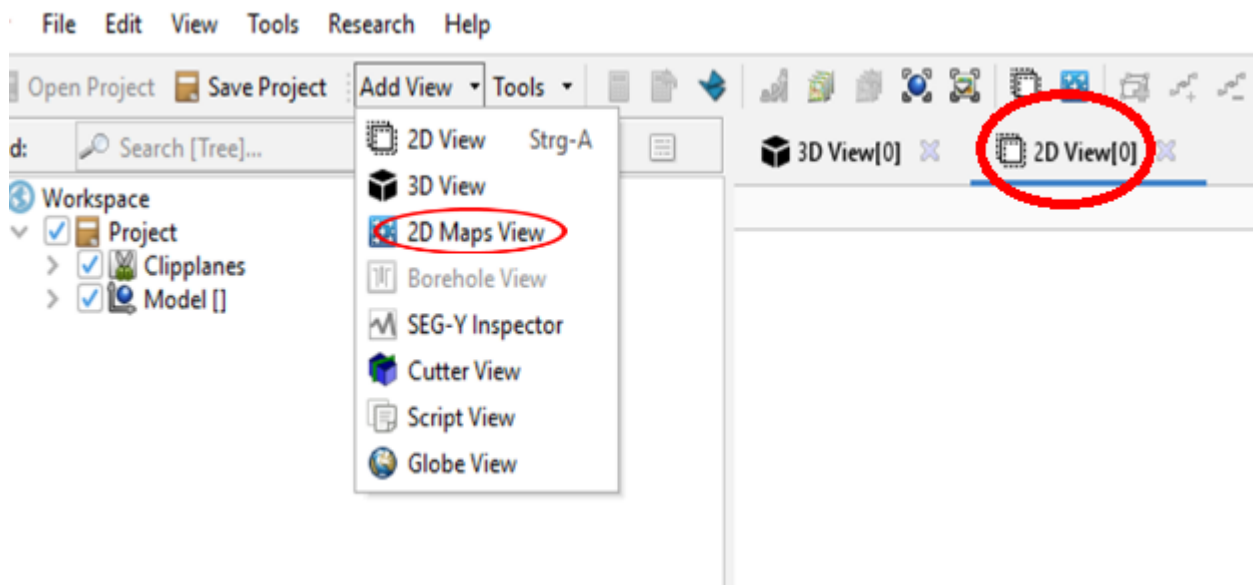 File Edit View Tools Research Help
Open Project Save Project Add View Tools
d: Search [Tree]... 3D View[0] 2D View[0]
Workspace
Project
Clipplanes
Model []
2D View Strg-A
3D View
2D Maps View
Borehole View
SEG-Y Inspector
Cutter View
Script View
Globe View